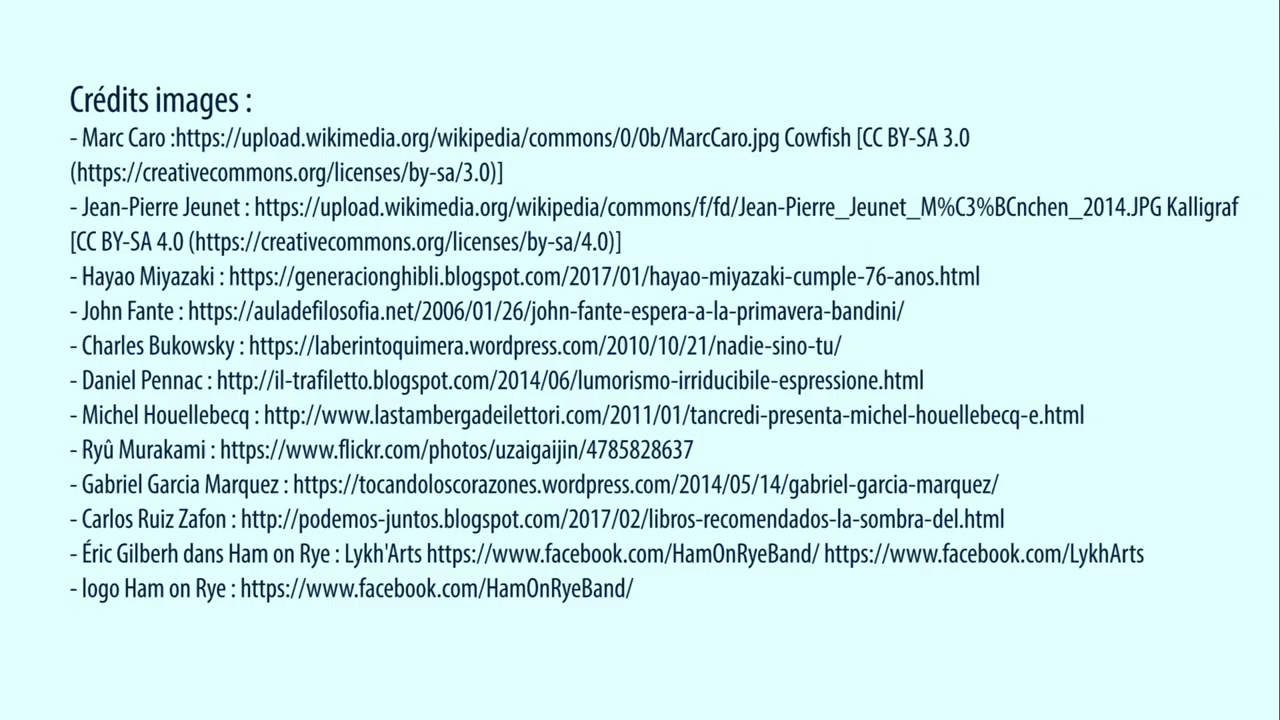 Crédits images :
- Marc Caro :https://upload.wikimedia.org/wikipedia/commons/0/0b/MarcCaro.jpg Cowfish [CC BY-SA 3.0
(https://creativecommons.org/licenses/by-sa/3.0)]
- Jean-Pierre Jeunet : https://upload.wikimedia.org/wikipedia/commons/f/fd/Jean-Pierre_Jeunet_M%C3%BCnchen_2014.JPG Kalligraf
[CC BY-SA 4.0 (https://creativecommons.org/licenses/by-sa/4.0)]
- Hayao Miyazaki : https://generacionghibli.blogspot.com/2017/01/hayao-miyazaki-cumple-76-anos.html
- John Fante : https://auladefilosofia.net/2006/01/26/john-fante-espera-a-la-primavera-bandini/
- Charles Bukowsky : https://laberintoquimera.wordpress.com/2010/10/21/nadie-sino-tu/
- Daniel Pennac : http://il-trafiletto.blogspot.com/2014/06/lumorismo-irriducibile-espressione.html
- Michel Houellebecq : http://www.lastambergadeilettori.com/2011/01/tancredi-presenta-michel-houellebecq-e.html
- Ryû Murakami : https://www.flickr.com/photos/uzaigaijin/4785828637
- Gabriel Garcia Marquez : https://tocandoloscorazones.wordpress.com/2014/05/14/gabriel-garcia-marquez/
- Carlos Ruiz Zafon : http://podemos-juntos.blogspot.com/2017/02/libros-recomendados-la-sombra-del.html
- Éric Gilberh dans Ham on Rye : Lykh'Arts https://www.facebook.com/HamOnRyeBand/ https://www.facebook.com/LykhArts
- logo Ham on Rye : https://www.facebook.com/HamOnRyeBand/